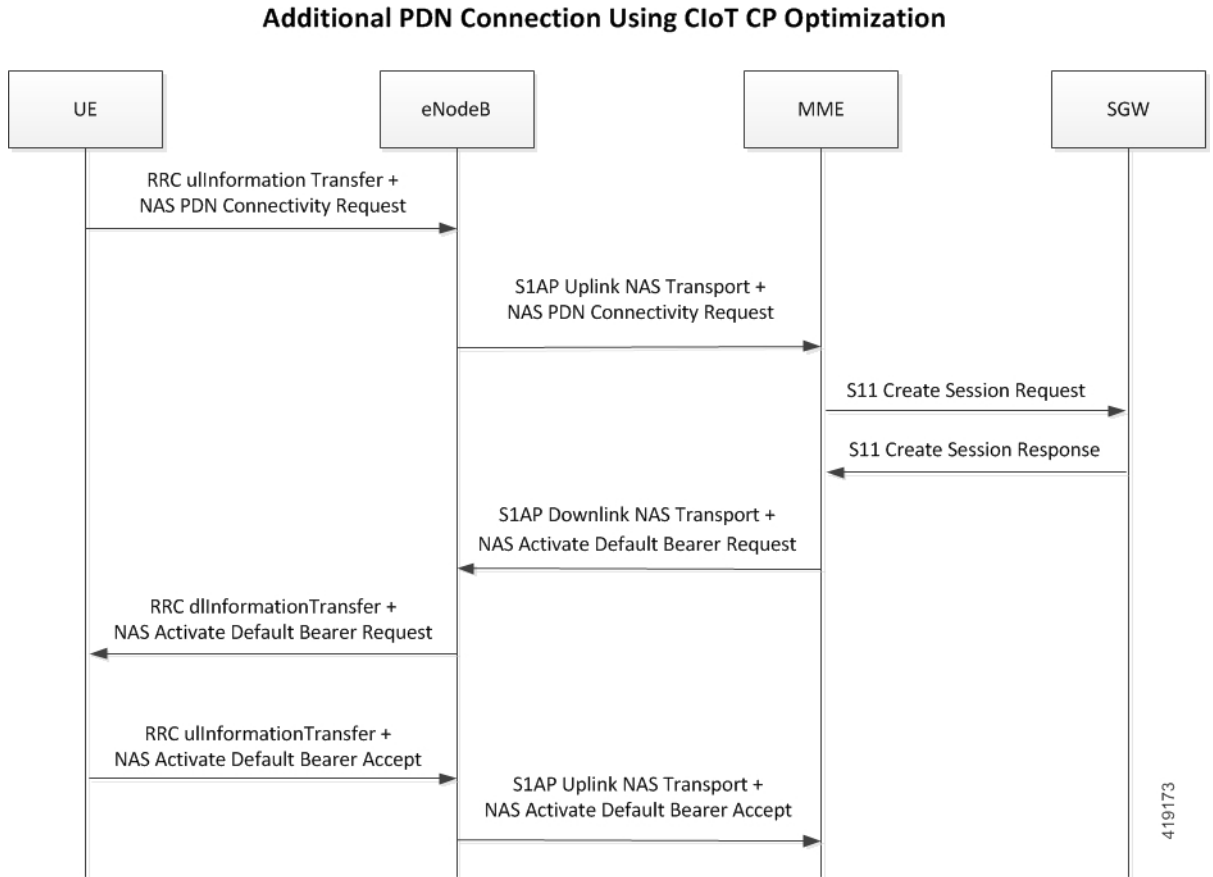 Additional PDN Connection Using CIoT CP Optimization
UE
eNodeB
MME
SGW
RRC ulInformation Transfer +
NAS PDN Connectivity Request
S1AP Uplink NAS Transport +
NAS PDN Connectivity Request
S11 Create Session Request
S11 Create Session Response
S1AP Downlink NAS Transport +
NAS Activate Default Bearer Request
RRC dlInformationTransfer +
NAS Activate Default Bearer Request
RRC ulInformationTransfer +
NAS Activate Default Bearer Accept
S1AP Uplink NAS Transport +
NAS Activate Default Bearer Accept
419173